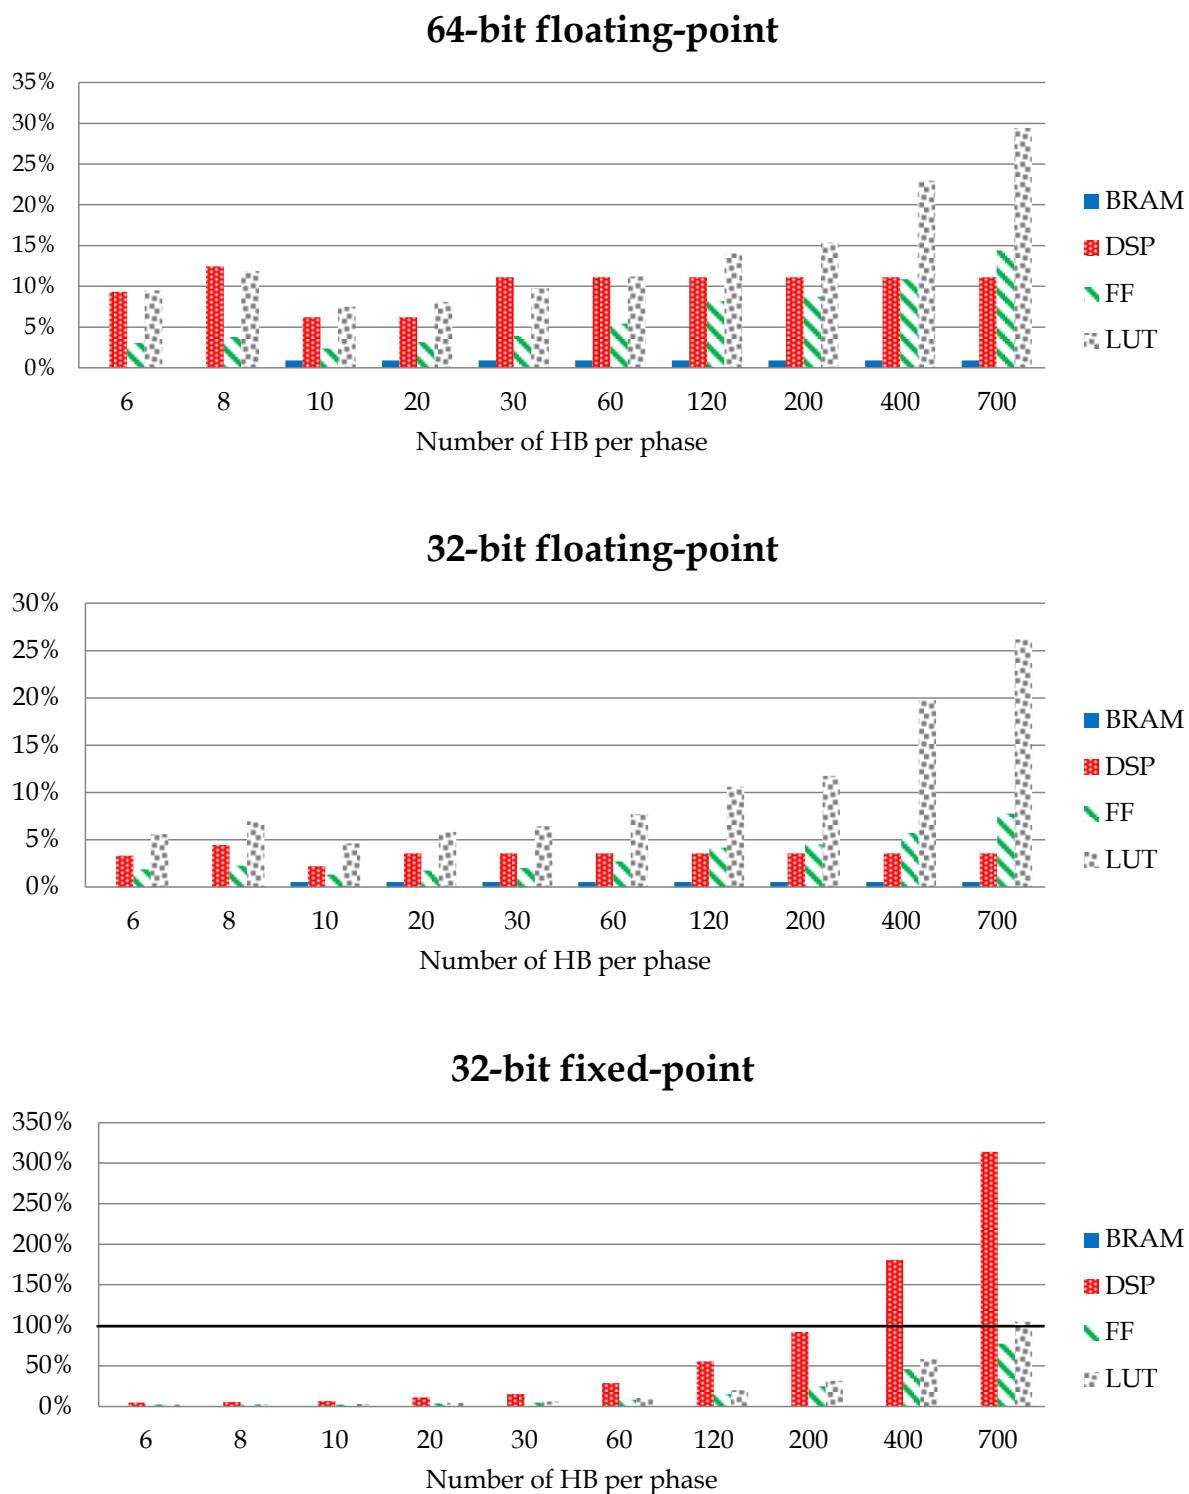 64-bit floating-point
35%
30%
25%
20%
15%
10%
5%
0%
6 8 10 20 30 60 120 200 400 700
Number of HB per phase
BRAM
DSP
FF
LUT
32-bit floating-point
30%
25%
20%
15%
10%
5%
0%
6 8 10 20 30 60 120 200 400 700
Number of HB per phase
BRAM
DSP
FF
LUT
32-bit fixed-point
350%
300%
250%
200%
150%
100%
50%
0%
6 8 10 20 30 60 120 200 400 700
Number of HB per phase
BRAM
DSP
FF
LUT